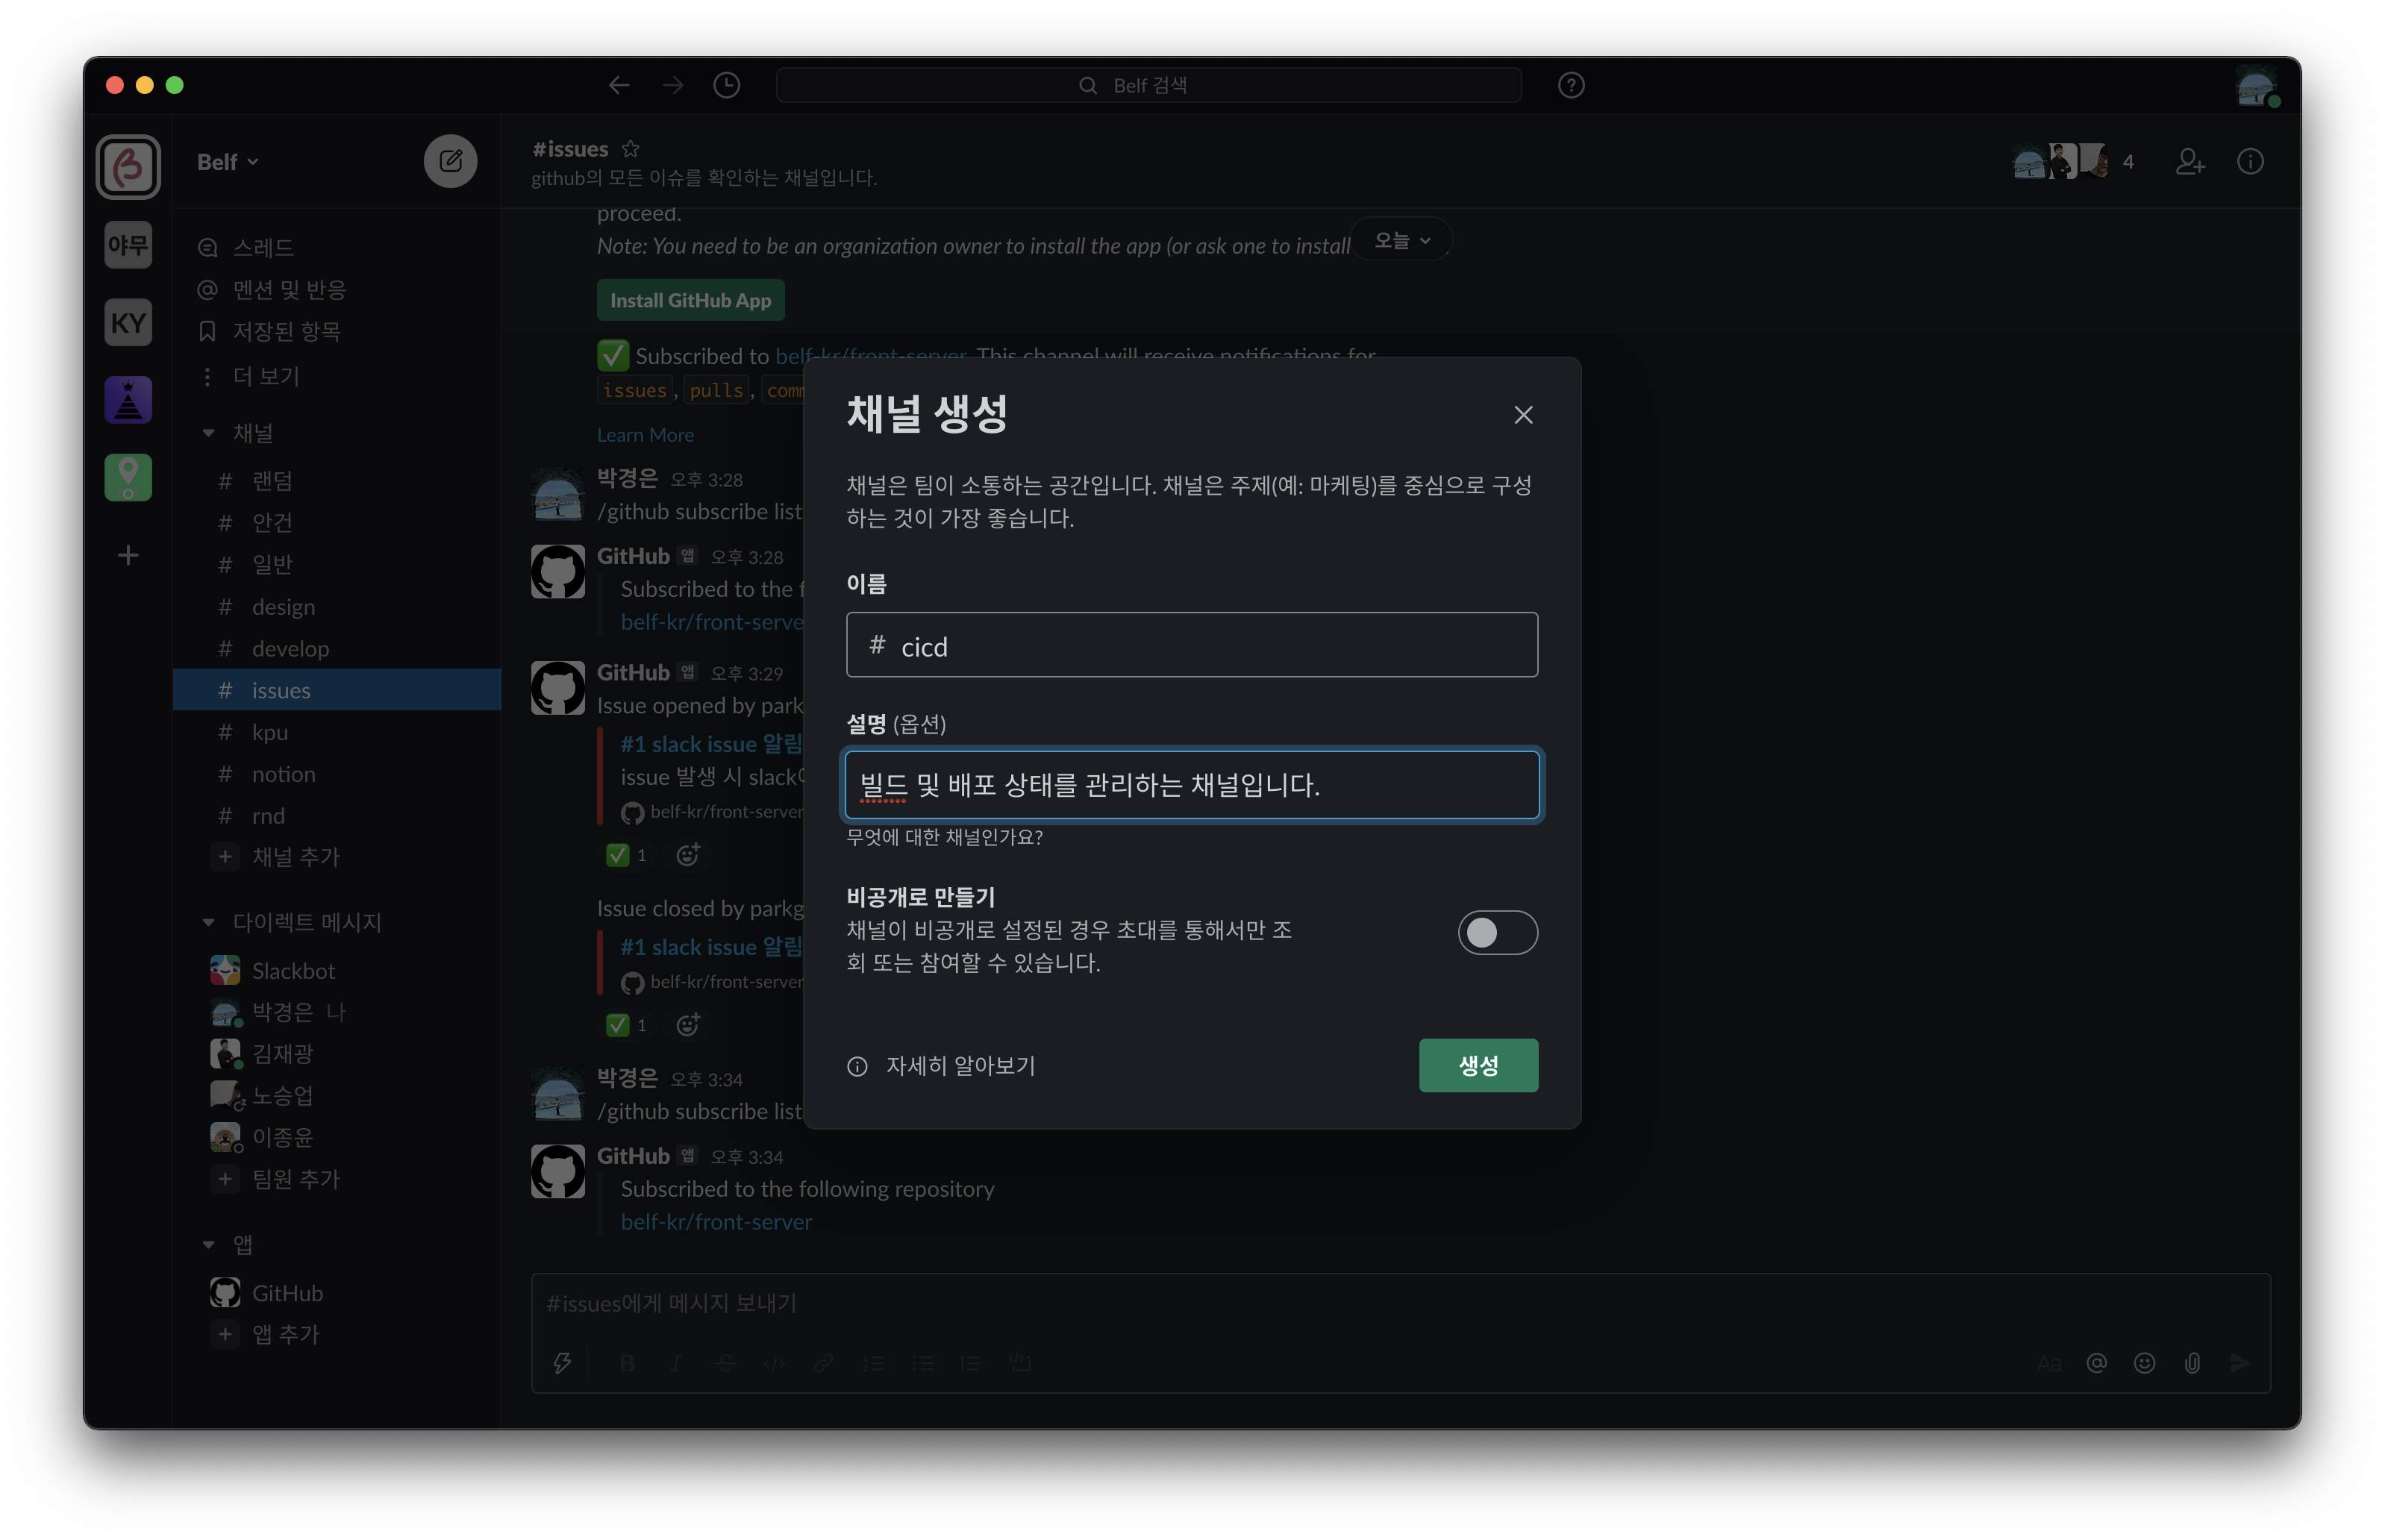 Belf 검색
Belf
#issues
github의 모든 이슈를 확인하는 채널입니다.
4
야무
KY
스레드
멘션 및 반응
저장된 항목
더 보기
채널
# 랜덤
# 안건
# 일반
# design
# develop
# issues
# kpu
# notion
# rnd
+ 채널 추가
다이렉트 메시지
Slackbot
박경은 나
김재광
노승업
이종윤
+ 팀원 추가
앱
GitHub
+ 앱 추가
proceed.
Note: You need to be an organization owner to install the app (or ask one to install
오늘
Install GitHub App
Subscribed to belf-kr/front-server. This channel will receive notifications for
issues, pulls, comm
Learn More
박경은 오후 3:28
/github subscribe list
GitHub 앱 오후 3:28
Subscribed to the f
belf-kr/front-serve
GitHub 앱 오후 3:29
Issue opened by park
#1 slack issue 알림
issue 발생 시 slack
belf-kr/front-server
1
Issue closed by parkg
#1 slack issue 알림
belf-kr/front-server
1
박경은 오후 3:34
/github subscribe list
GitHub 앱 오후 3:34
Subscribed to the following repository
belf-kr/front-server
#issues에게 메시지 보내기
B I S </>
Aa @
채널 생성
채널은 팀이 소통하는 공간입니다. 채널은 주제(예: 마케팅)를 중심으로 구성
하는 것이 가장 좋습니다.
이름
# cicd
설명 (옵션)
빌드 및 배포 상태를 관리하는 채널입니다.
무엇에 대한 채널인가요?
비공개로 만들기
채널이 비공개로 설정된 경우 초대를 통해서만 조
회 또는 참여할 수 있습니다.
자세히 알아보기
생성